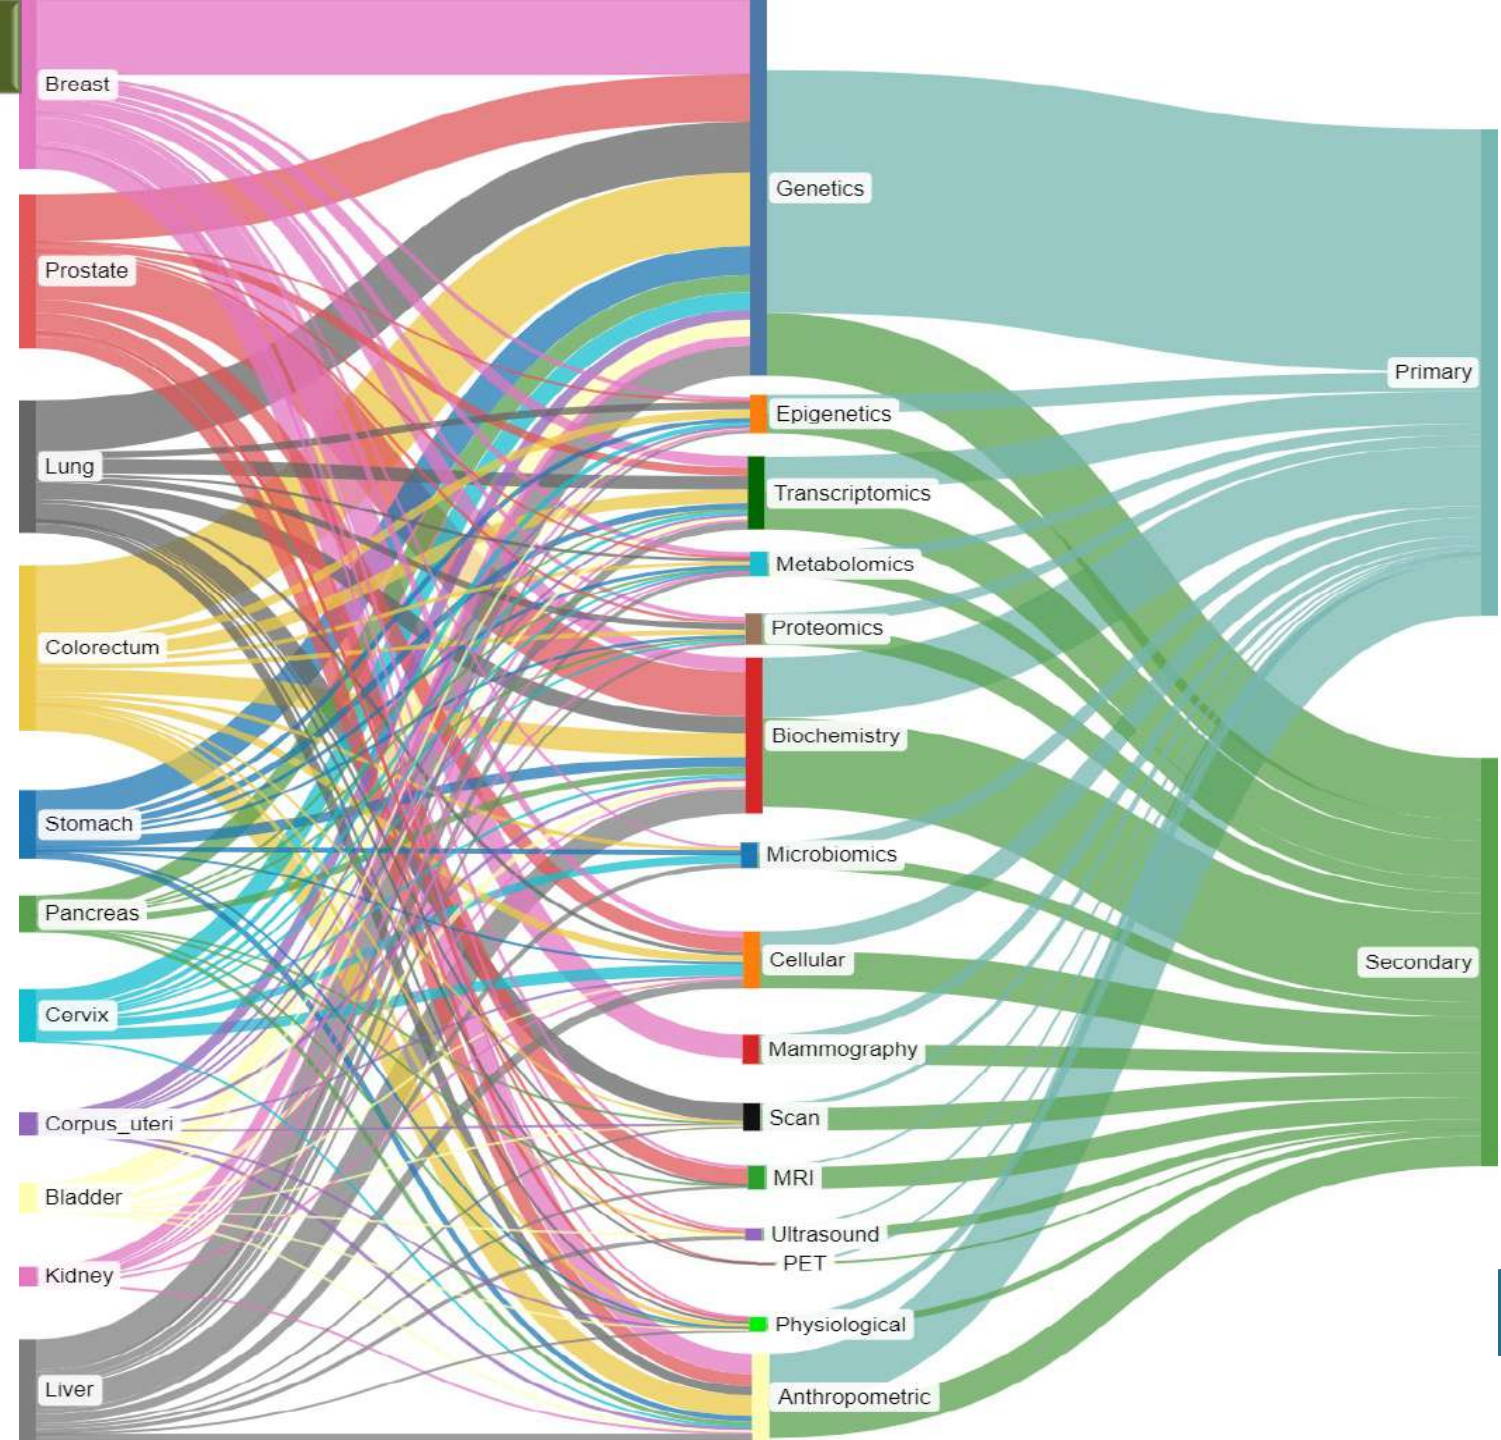 Breast
Prostate
Lung
Colorectum
Stomach
Pancreas
Cervix
Corpus_uteri
Bladder
Kidney
Liver
Genetics
Epigenetics
Transcriptomics
Metabolomics
Proteomics
Biochemistry
Microbiomics
Cellular
Mammography
Scan
MRI
Ultrasound
PET
Physiological
Anthropometric
Primary
Secondary